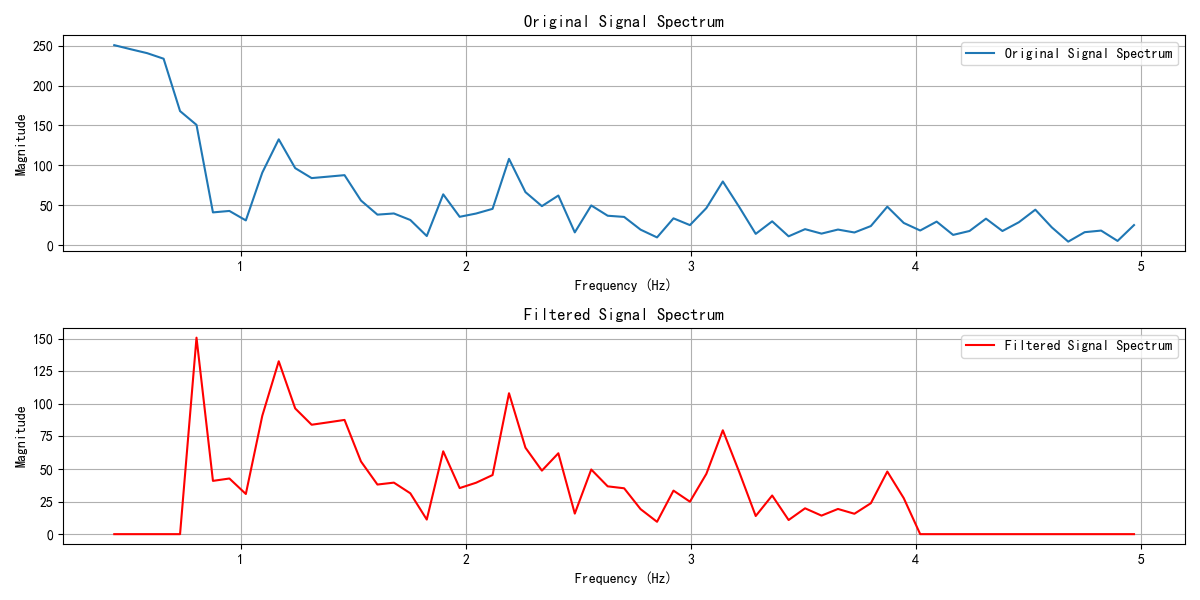 Original Signal Spectrum
250
200
150
100
50
0
Magnitude
Original Signal Spectrum
1
2
3
4
5
Frequency (Hz)
Filtered Signal Spectrum
150
125
100
75
50
25
0
Magnitude
Filtered Signal Spectrum
1
2
3
4
5
Frequency (Hz)